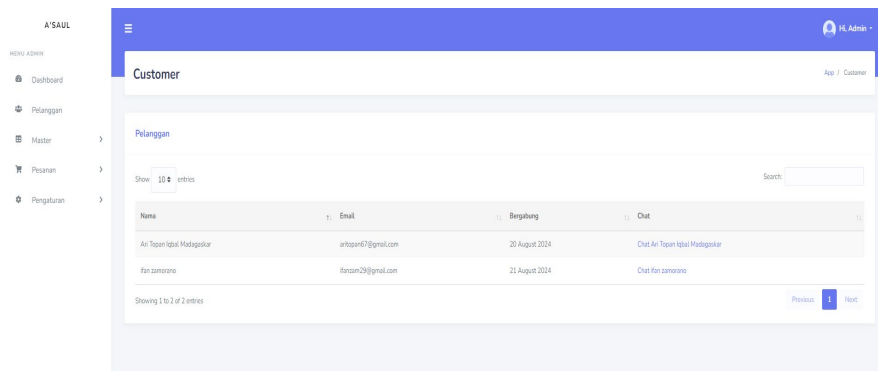 A'SAUL
MENU ADMIN
Dashboard
Pelanggan
Master
Pesanan
Pengaturan
Hi, Admin
Customer
App / Customer
Pelanggan
Show 10 entries
Search:
Nama Email Bergabung Chat
Ari Topan Iqbal Madagaskar aritopan67@gmail.com 20 August 2024 Chat Ari Topan Iqbal Madagaskar
ifan zamorano ifanzam29@gmail.com 21 August 2024 Chat ifan zamorano
Showing 1 to 2 of 2 entries
Previous 1 Next